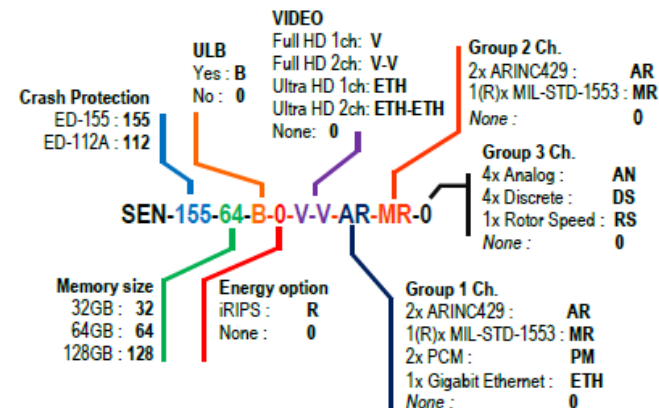 VIDEO
Full HD 1ch: V
Full HD 2ch: V-V
Ultra HD 1ch: ETH
Ultra HD 2ch: ETH-ETH
None: 0
ULB
Yes : B
No : 0
Group 2 Ch.
2x ARINC429 : AR
1(R)x MIL-STD-1553 : MR
None : 0
Crash Protection
ED-155 : 155
ED-112A : 112
Group 3 Ch.
4x Analog : AN
4x Discrete : DS
1x Rotor Speed : RS
None : 0
SEN-155-64-B-0-V-V-AR-MR-0
Memory size
32GB : 32
64GB : 64
128GB : 128
Energy option
iRIPS : R
None : 0
Group 1 Ch.
2x ARINC429 : AR
1(R)x MIL-STD-1553 : MR
2x PCM : PM
1x Gigabit Ethernet : ETH
None : 0